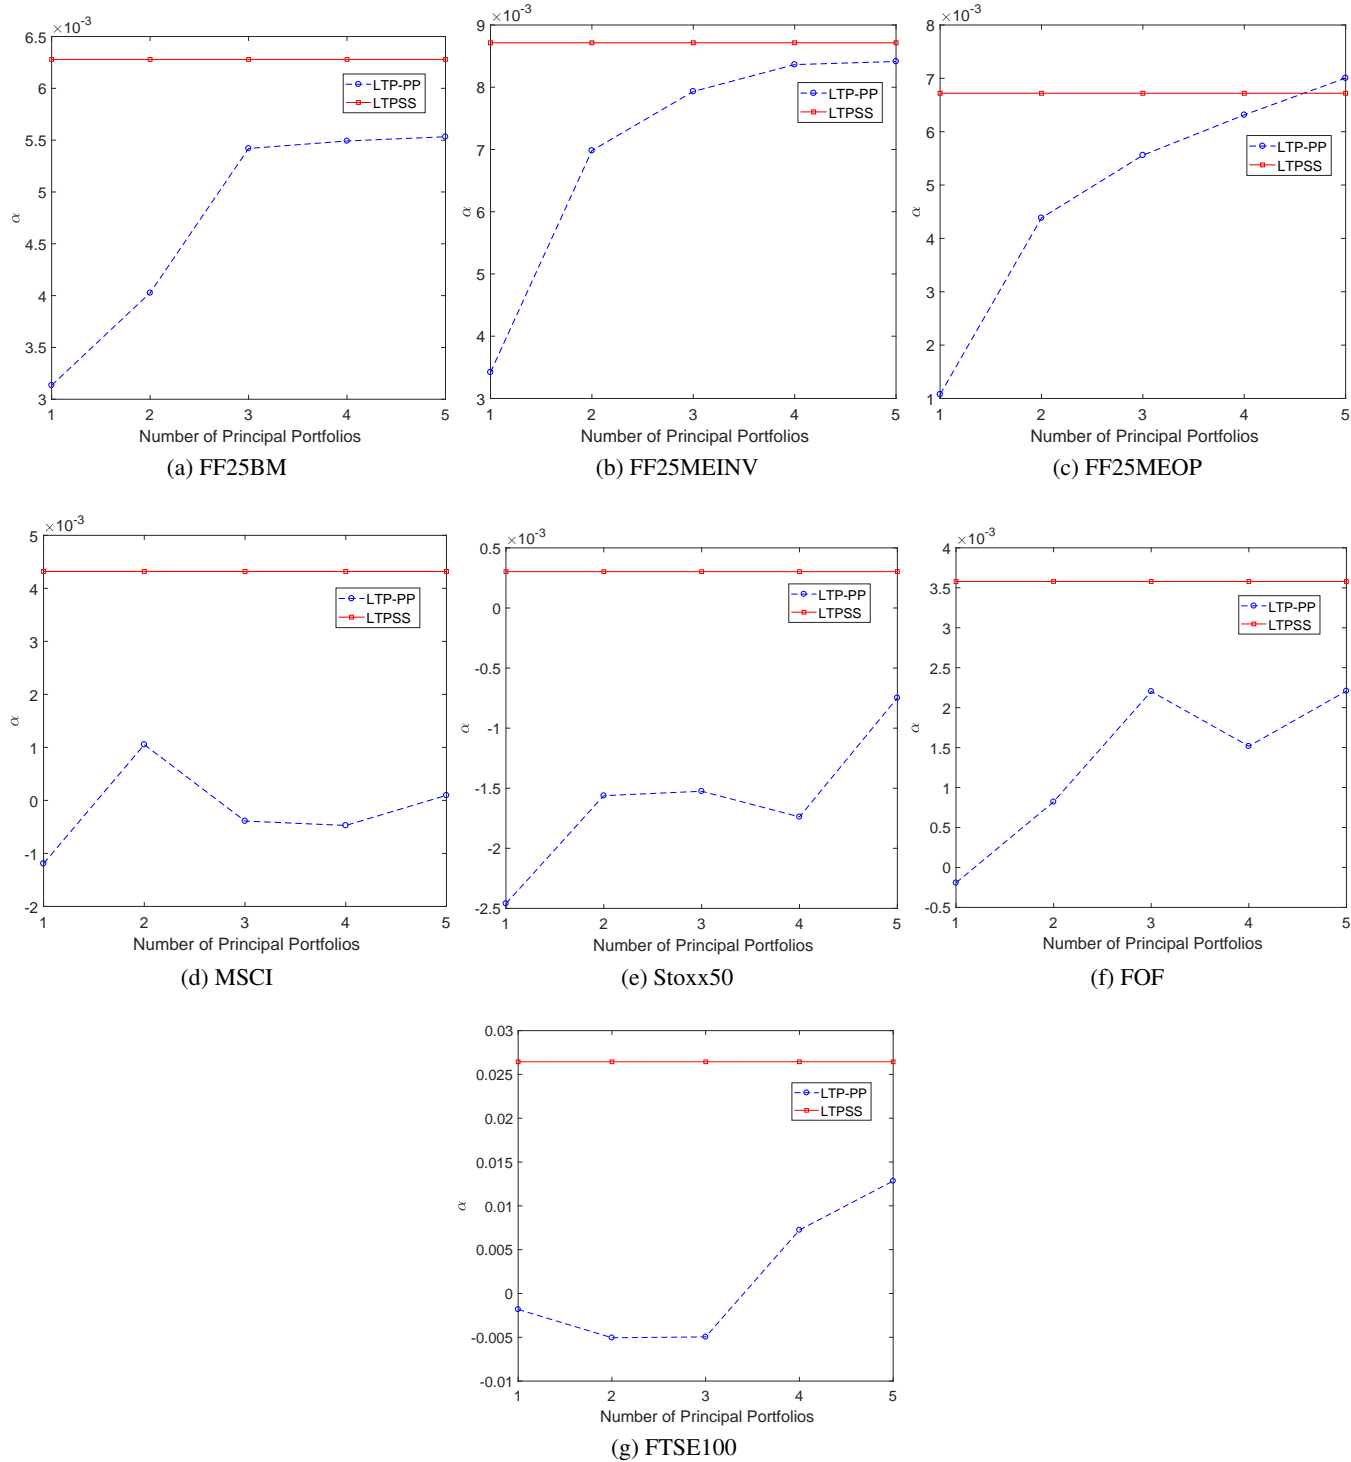 ×10⁻³
6.5
6
5.5
5
4.5
4
3.5
3
α
LTP-PP
LTPSS
1 2 3 4 5
Number of Principal Portfolios
(a) FF25BM
×10⁻³
9
8
7
6
5
4
3
α
LTP-PP
LTPSS
1 2 3 4 5
Number of Principal Portfolios
(b) FF25MEINV
×10⁻³
8
7
6
5
4
3
2
1
α
LTP-PP
LTPSS
1 2 3 4 5
Number of Principal Portfolios
(c) FF25MEOP
×10⁻³
5
4
3
2
1
0
-1
-2
α
LTP-PP
LTPSS
1 2 3 4 5
Number of Principal Portfolios
(d) MSCI
×10⁻³
0.5
0
-0.5
-1
-1.5
-2
-2.5
α
LTP-PP
LTPSS
1 2 3 4 5
Number of Principal Portfolios
(e) Stoxx50
×10⁻³
4
3.5
3
2.5
2
1.5
1
0.5
0
-0.5
α
LTP-PP
LTPSS
1 2 3 4 5
Number of Principal Portfolios
(f) FOF
0.03
0.025
0.02
0.015
0.01
0.005
0
-0.005
-0.01
α
LTP-PP
LTPSS
1 2 3 4 5
Number of Principal Portfolios
(g) FTSE100